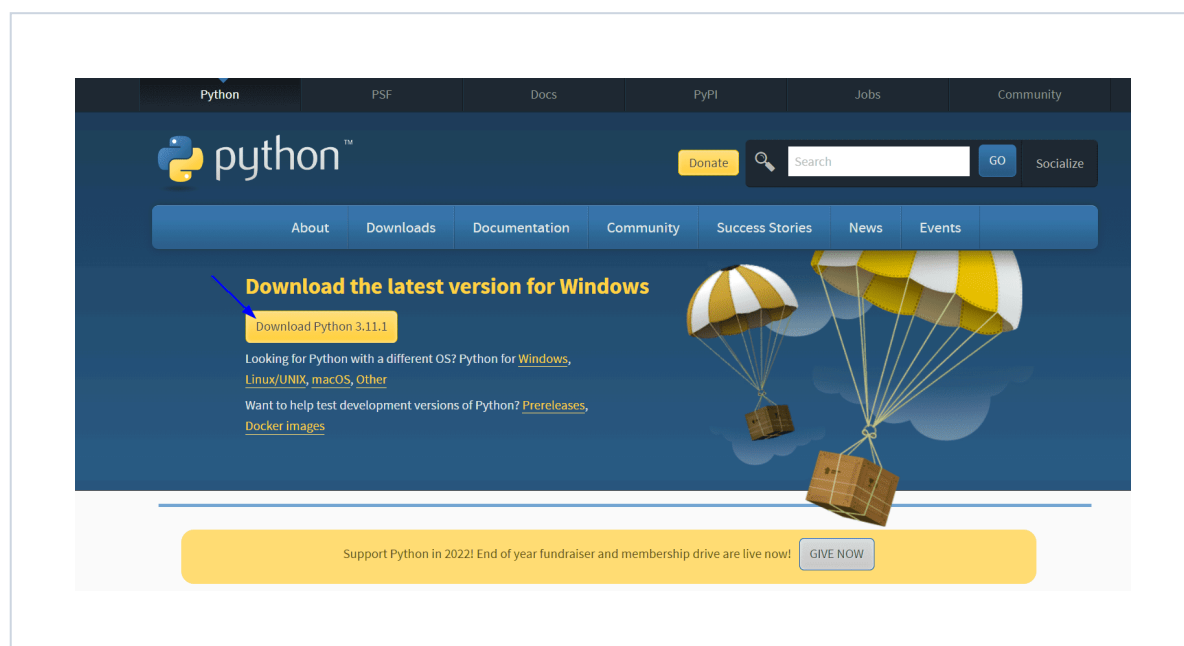 Python PSF Docs PyPI Jobs Community
python™
Donate Search GO Socialize
About Downloads Documentation Community Success Stories News Events
Download the latest version for Windows
Download Python 3.11.1
Looking for Python with a different OS? Python for Windows,
Linux/UNIX, macOS, Other
Want to help test development versions of Python? Prereleases,
Docker images
Support Python in 2022! End of year fundraiser and membership drive are live now! GIVE NOW